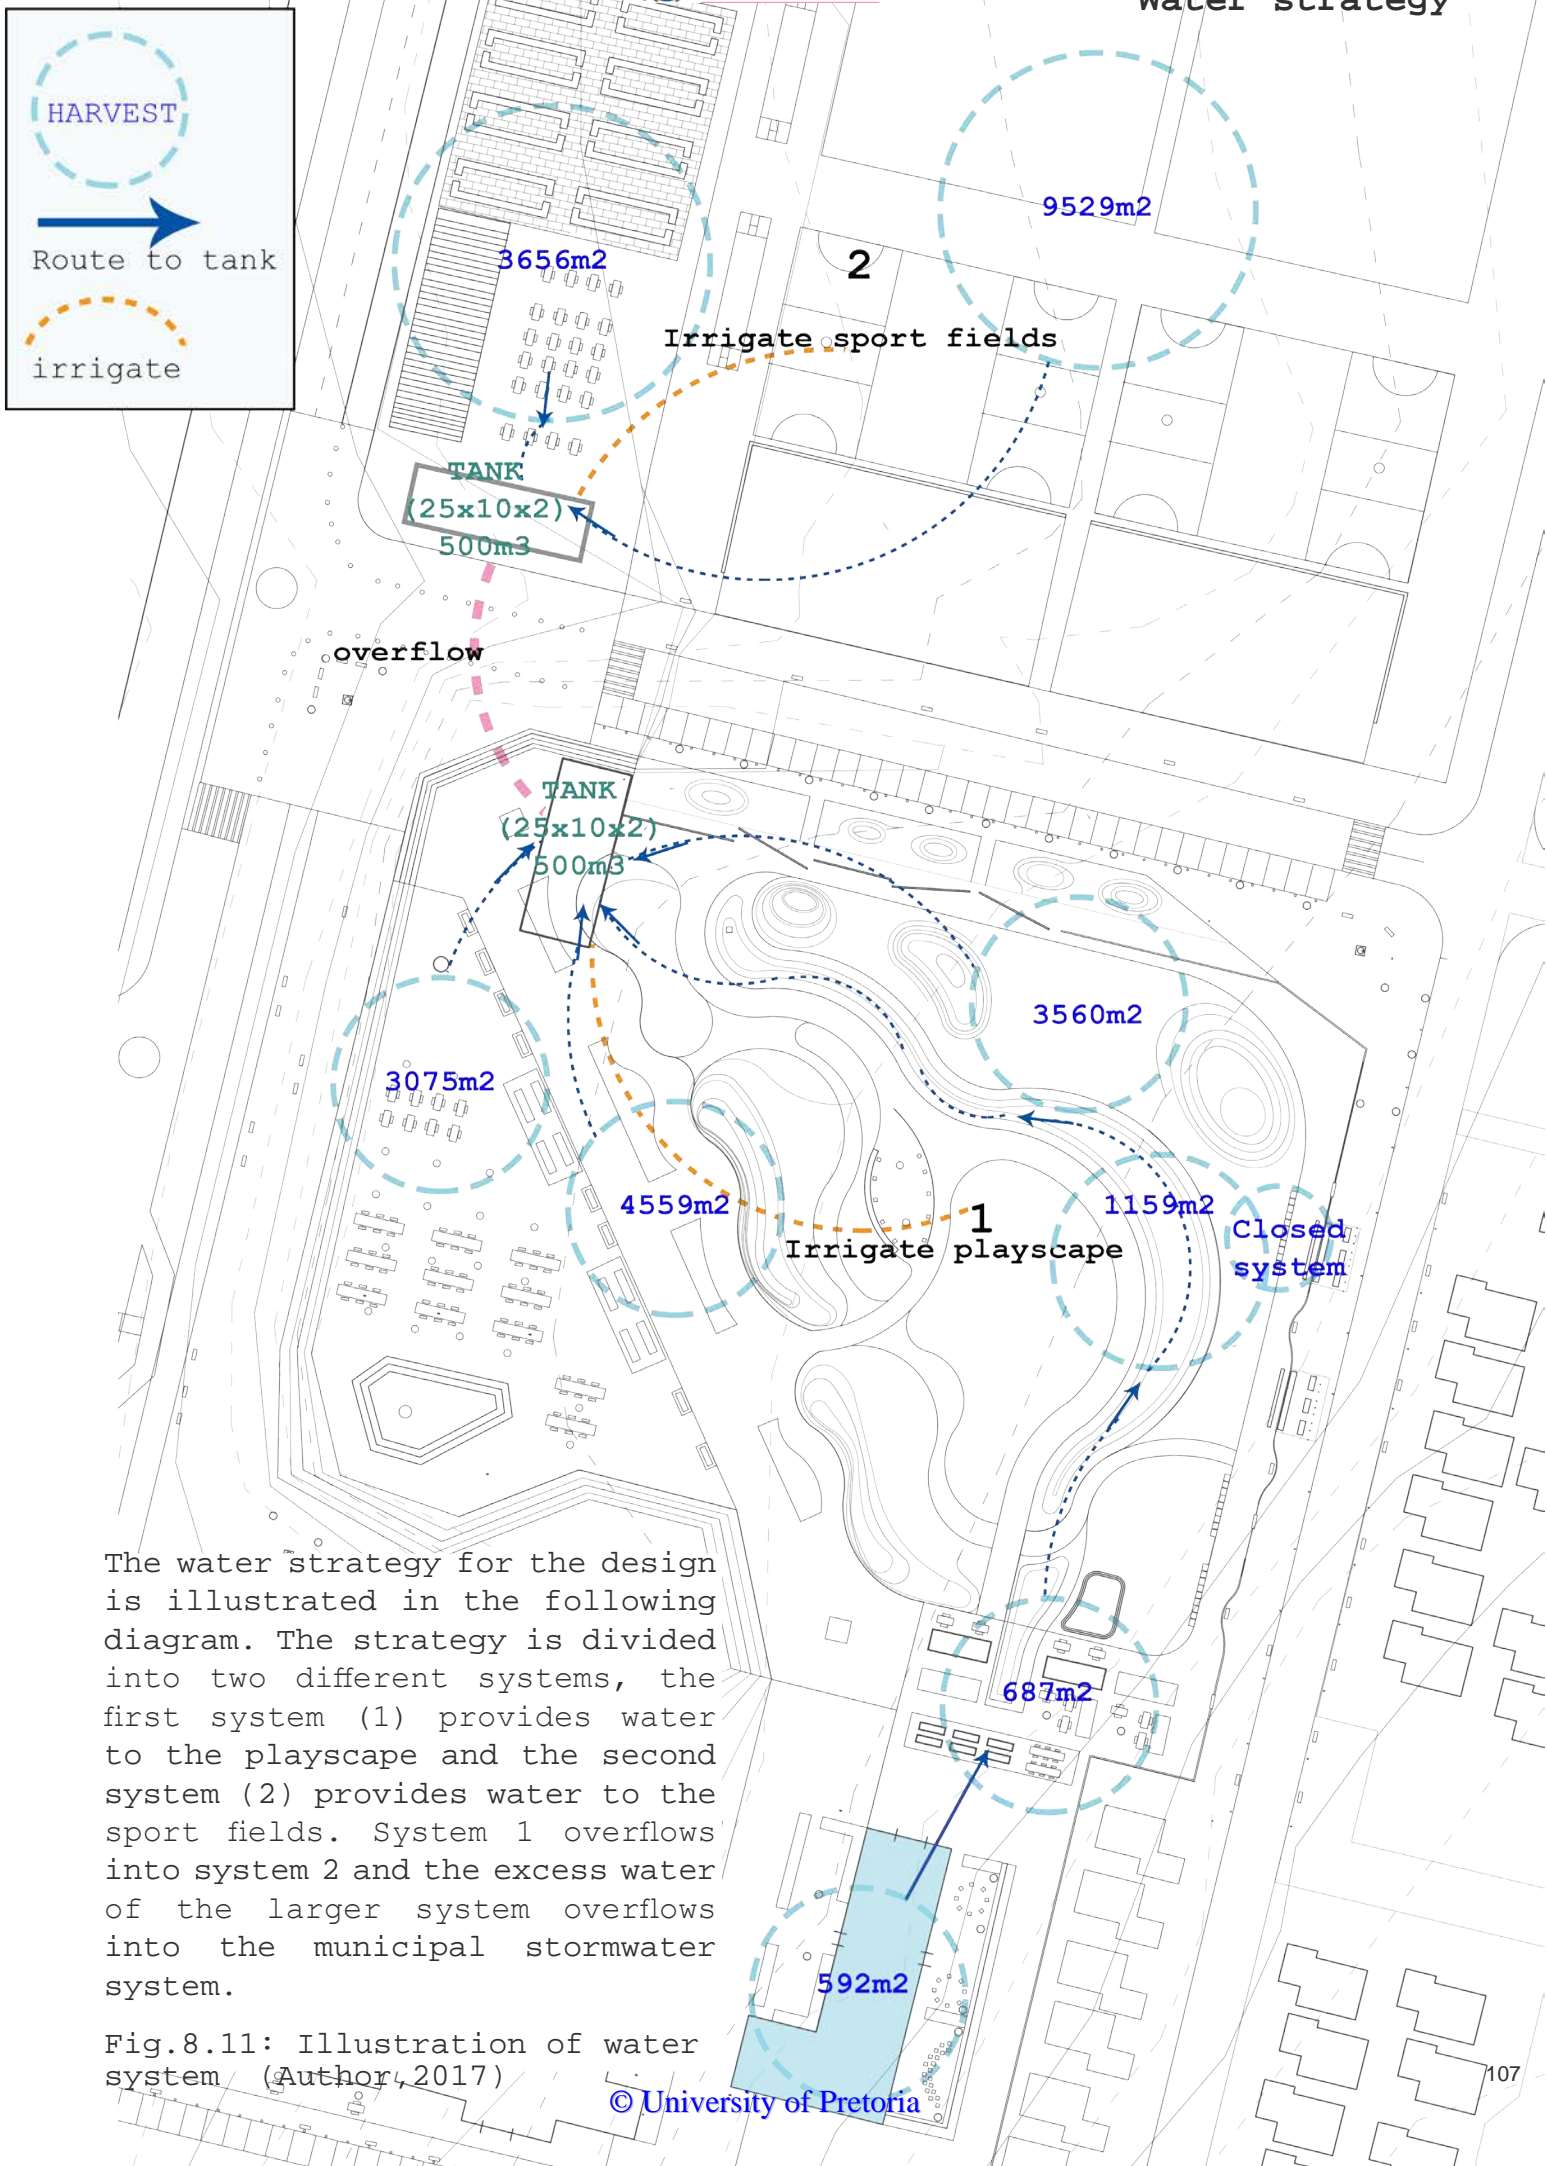 Water strategy
HARVEST
Route to tank
irrigate
3656m2
9529m2
2
Irrigate sport fields
TANK
(25x10x2)
500m3
overflow
TANK
(25x10x2)
500m3
3560m2
3075m2
4559m2
1159m2
1
Irrigate playscape
Closed
system
687m2
592m2
The water strategy for the design
is illustrated in the following
diagram. The strategy is divided
into two different systems, the
first system (1) provides water
to the playscape and the second
system (2) provides water to the
sport fields. System 1 overflows
into system 2 and the excess water
of the larger system overflows
into the municipal stormwater
system.
Fig.8.11: Illustration of water
system (Author,2017)
107
© University of Pretoria